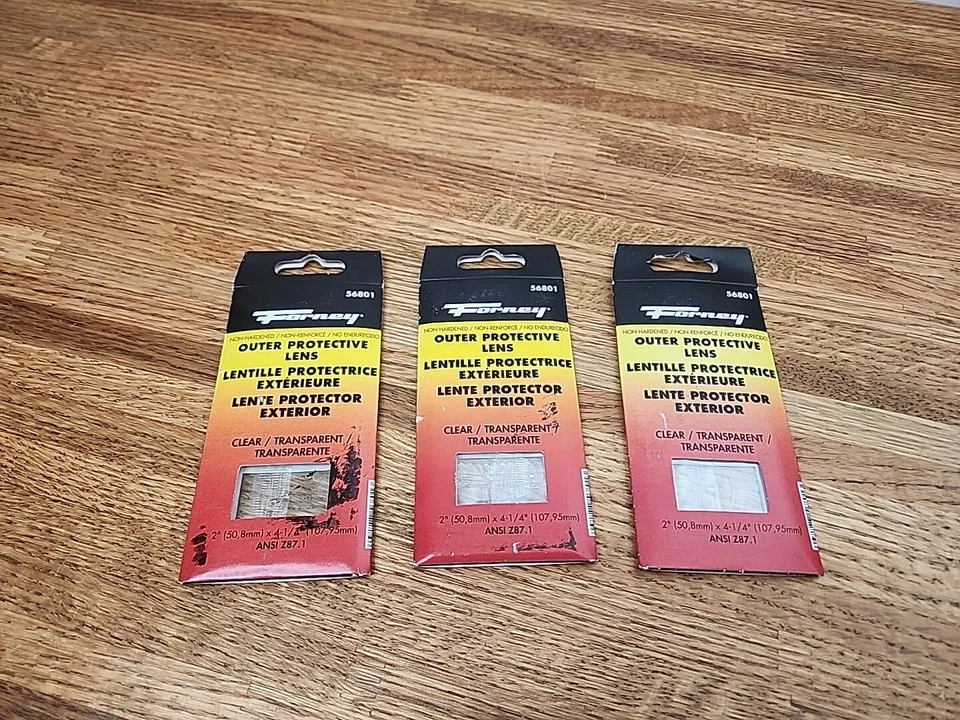 56801
Forney
NON-HARDENED / NON-RENFORCÉ / NO ENDURECIDO
OUTER PROTECTIVE
LENS
LENTILLE PROTECTRICE
EXTÉRIEURE
LENTE PROTECTOR
EXTERIOR
CLEAR / TRANSPARENT /
TRANSPARENTE
2" (50,8mm) x 4-1/4" (107,95mm)
ANSI Z87.1
56801
Forney
NON-HARDENED / NON-RENFORCÉ / NO ENDURECIDO
OUTER PROTECTIVE
LENS
LENTILLE PROTECTRICE
EXTÉRIEURE
LENTE PROTECTOR
EXTERIOR
CLEAR / TRANSPARENT /
TRANSPARENTE
2" (50,8mm) x 4-1/4" (107,95mm)
ANSI Z87.1
56801
Forney
NON-HARDENED / NON-RENFORCÉ / NO ENDURECIDO
OUTER PROTECTIVE
LENS
LENTILLE PROTECTRICE
EXTÉRIEURE
LENTE PROTECTOR
EXTERIOR
CLEAR / TRANSPARENT /
TRANSPARENTE
2" (50,8mm) x 4-1/4" (107,95mm)
ANSI Z87.1